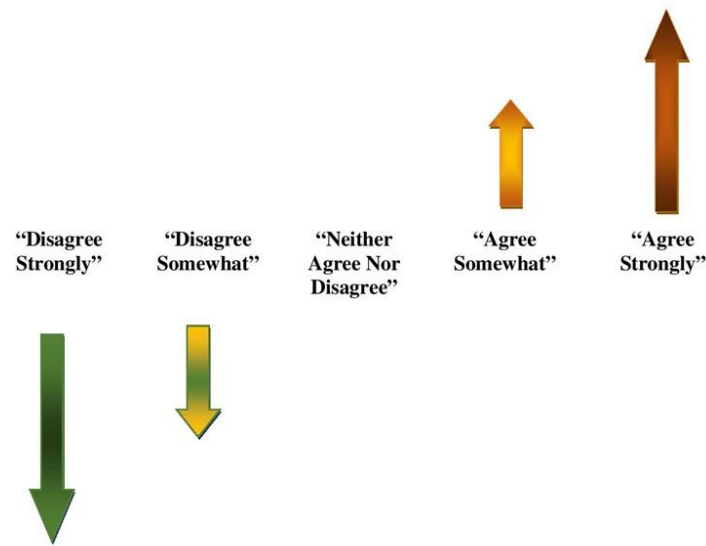 “Disagree
Strongly”
“Disagree
Somewhat”
“Neither
Agree Nor
Disagree”
“Agree
Somewhat”
“Agree
Strongly”